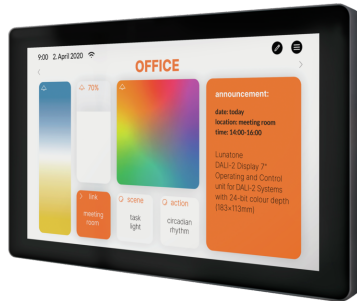 9:00 2. April 2020
OFFICE
70%
announcement:
date: today
location: meeting room
time: 14:00-16:00
Lunatone
DALI-2 Display 7"
Operating and Control
unit for DALI-2 Systems
with 24-bit colour depth
(183×113mm)
link
meeting
room
scene
task
light
action
circadian
rhythm